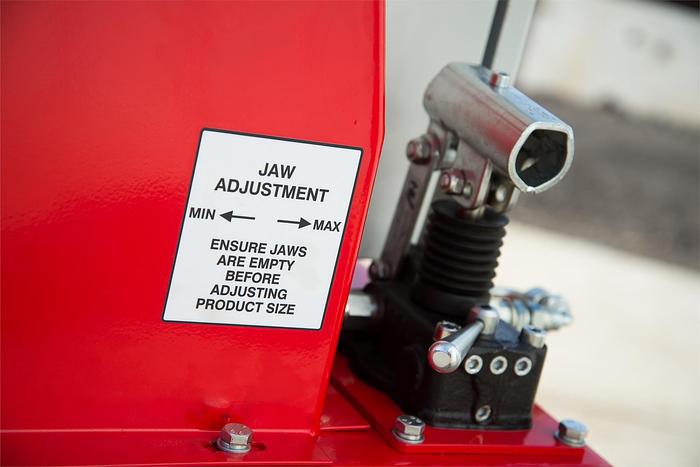 JAW
ADJUSTMENT
MIN ← → MAX
ENSURE JAWS
ARE EMPTY
BEFORE
ADJUSTING
PRODUCT SIZE